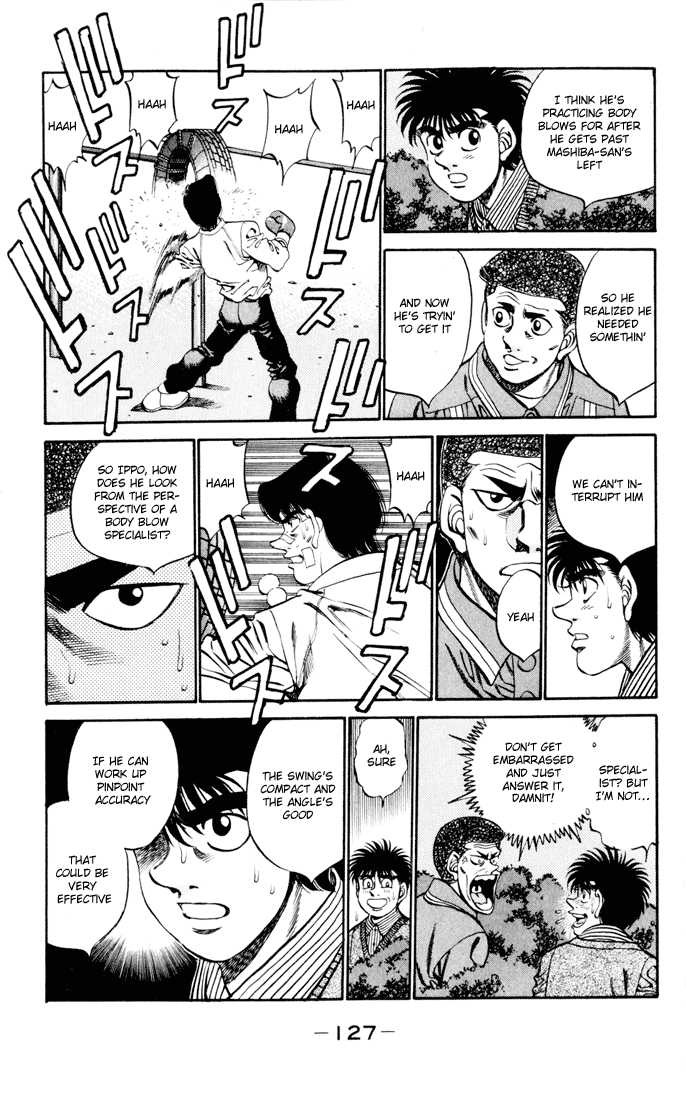 I THINK HE'S
PRACTICING BODY
BLOWS FOR AFTER
HE GETS PAST
MASHIBA-SAN'S
LEFT
HAAH
HAAH
HAAH
HAAH
ドドドド
ドス
ドス
ドス
ドス
SO HE
REALIZED HE
NEEDED
SOMETHIN'
AND NOW
HE'S TRYIN'
TO GET IT
WE CAN'T IN-
TERRUPT HIM
YEAH
HAAH
HAAH
ドス
ドス
ドス
SO IPPO, HOW
DOES HE LOOK
FROM THE PER-
SPECTIVE OF A
BODY BLOW
SPECIALIST?
SPECIAL-
IST? BUT
I'M NOT...
DON'T GET
EMBARRASSED
AND JUST
ANSWER IT,
DAMNIT!
AH,
SURE
THE SWING'S
COMPACT AND
THE ANGLE'S
GOOD
IF HE CAN
WORK UP
PINPOINT
ACCURACY
THAT
COULD BE
VERY
EFFECTIVE
-127-